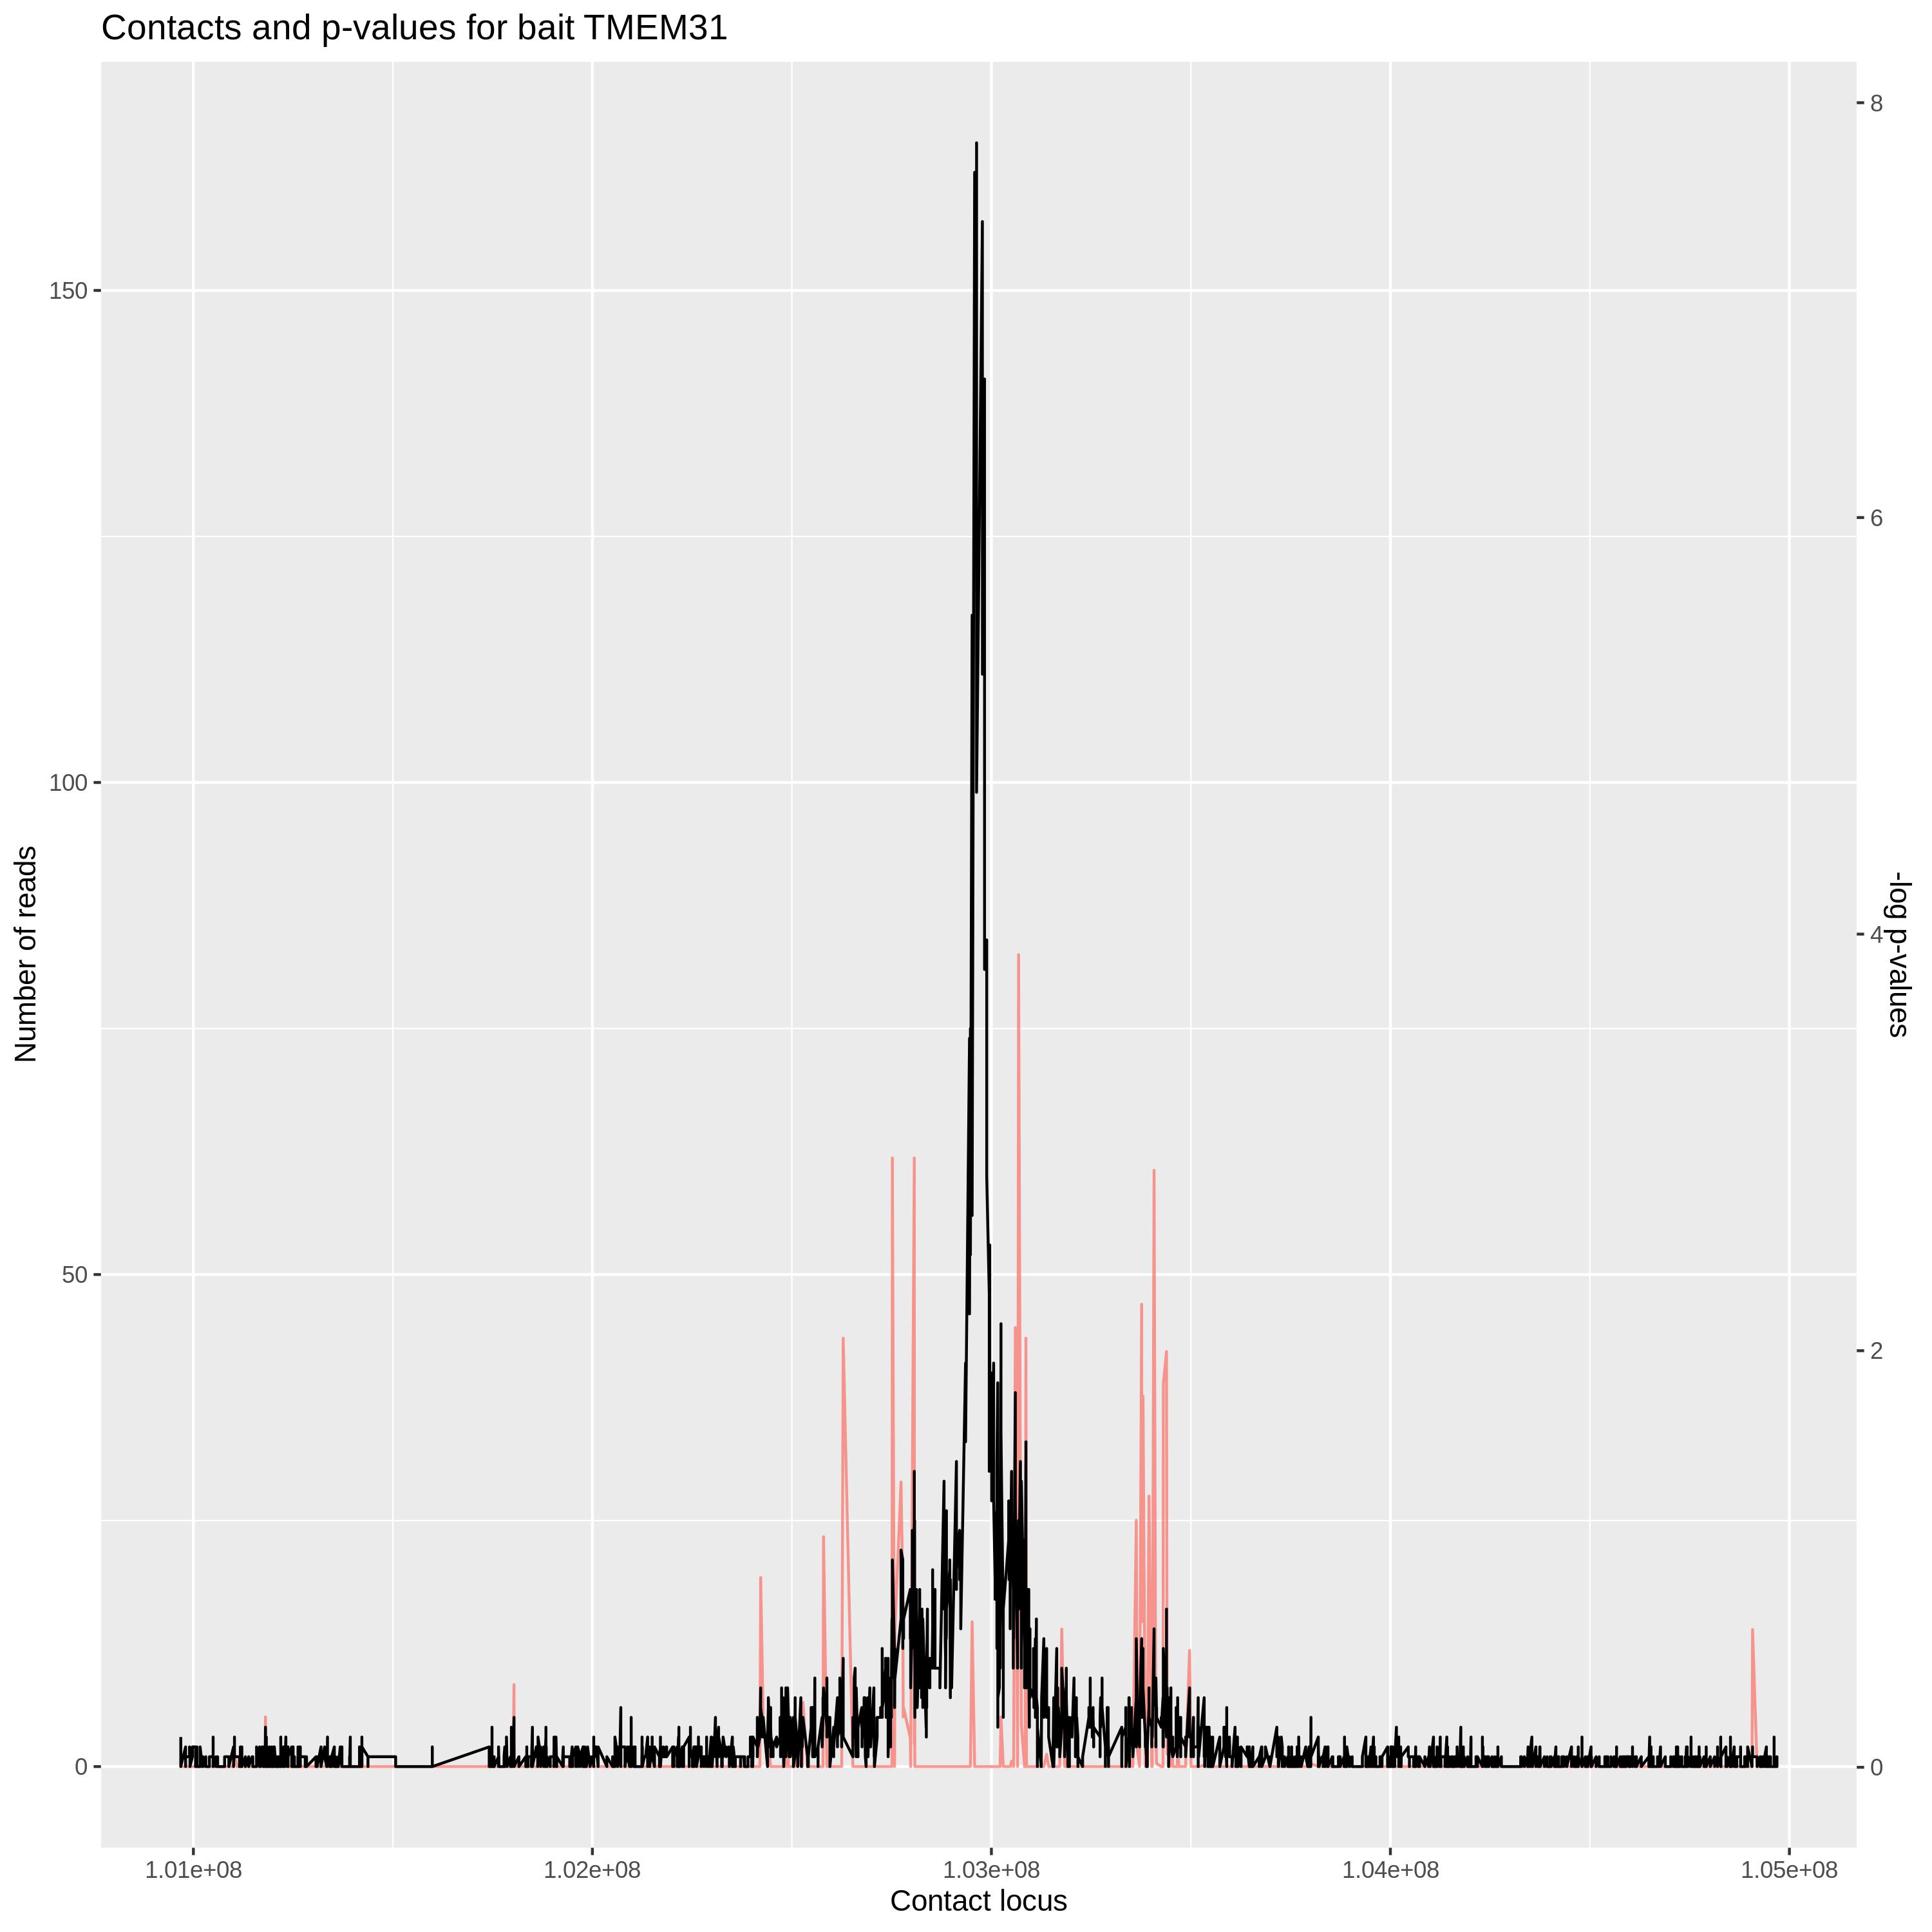 Contacts and p-values for bait TMEM31
8
150
6
100
4
50
2
0
0
Number of reads
-log p-values
1.01e+08
1.02e+08
1.03e+08
1.04e+08
1.05e+08
Contact locus